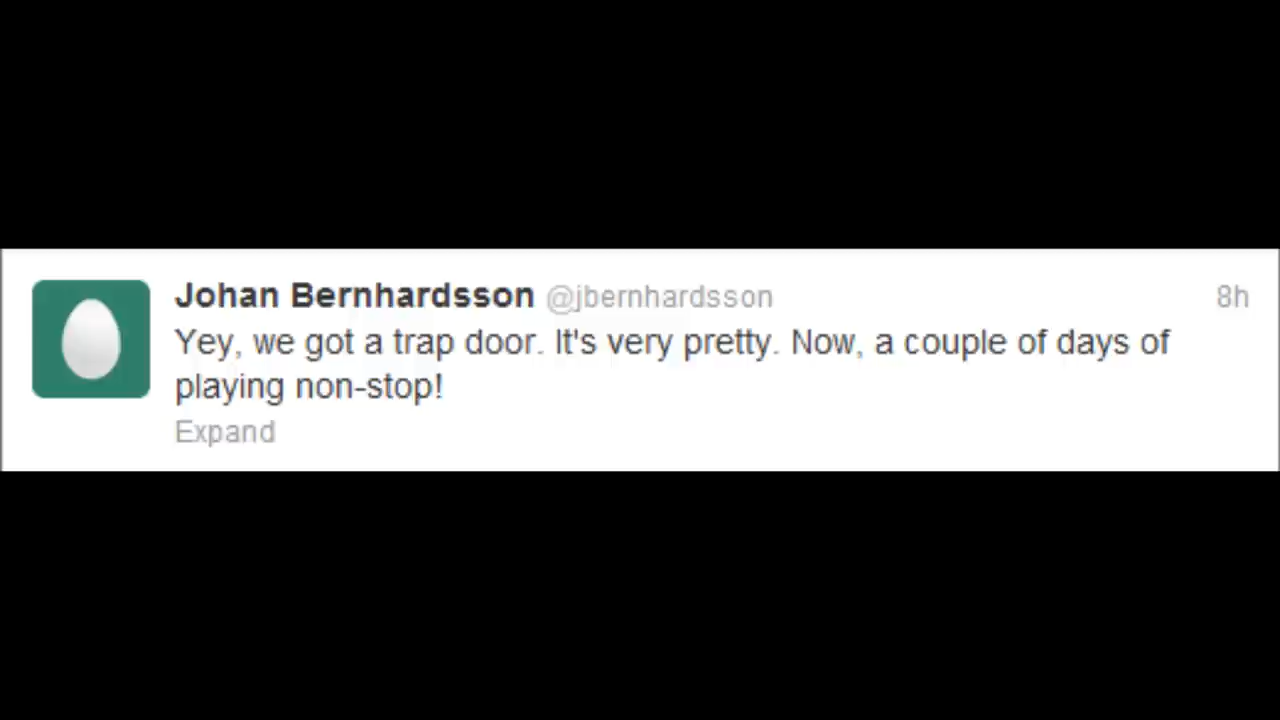 Johan Bernhardsson @jbernhardsson 8h
Yey, we got a trap door. It's very pretty. Now, a couple of days of
playing non-stop!
Expand